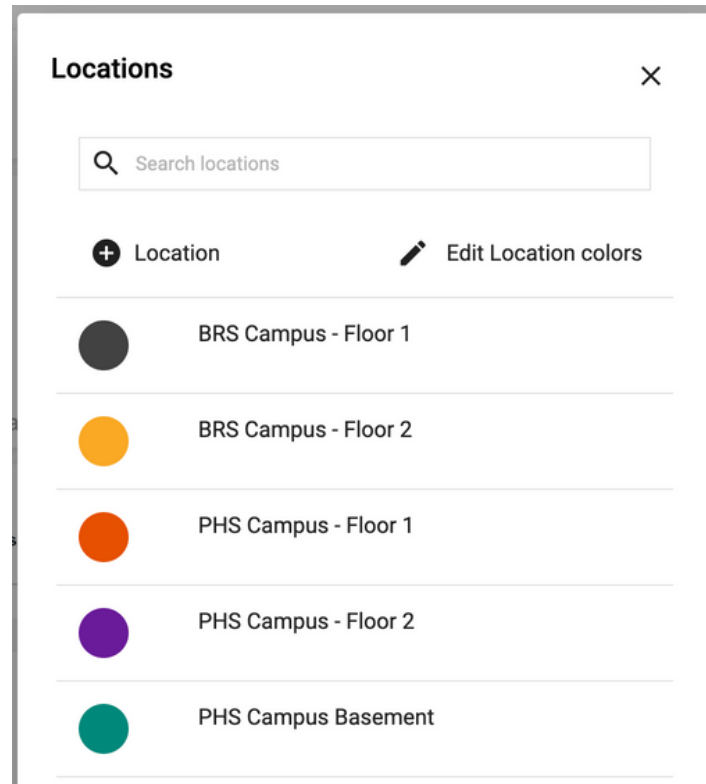 Locations
Search locations
Location
Edit Location colors
BRS Campus - Floor 1
BRS Campus - Floor 2
PHS Campus - Floor 1
PHS Campus - Floor 2
PHS Campus Basement